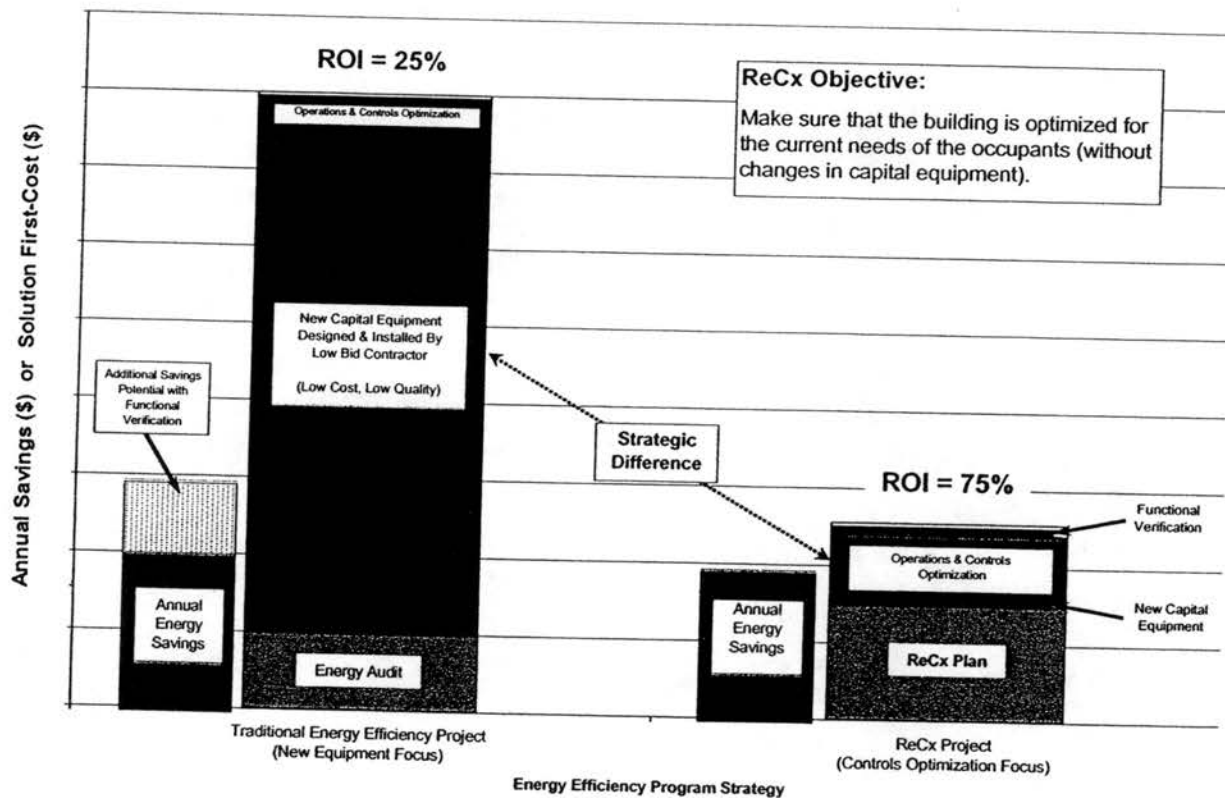 ROI = 25%
ReCx Objective:
Make sure that the building is optimized for
the current needs of the occupants (without
changes in capital equipment).
Operations & Controls Optimization
New Capital Equipment
Designed & Installed By
Low Bid Contractor
(Low Cost, Low Quality)
Additional Savings
Potential with
Functional
Verification
Strategic
Difference
ROI = 75%
Functional
Verification
Operations & Controls
Optimization
New Capital
Equipment
Annual
Energy
Savings
Energy Audit
Annual
Energy
Savings
ReCx Plan
Annual Savings ($) or Solution First-Cost ($)
Traditional Energy Efficiency Project
(New Equipment Focus)
ReCx Project
(Controls Optimization Focus)
Energy Efficiency Program Strategy